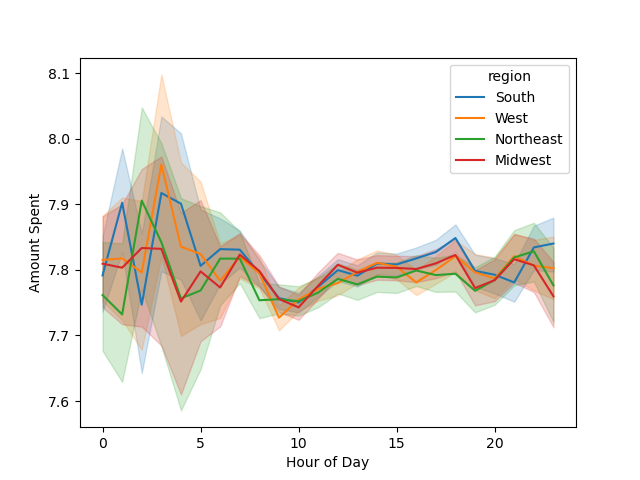 8.1
8.0
7.9
7.8
7.7
7.6
Amount Spent
0
5
10
15
20
Hour of Day
region
South
West
Northeast
Midwest